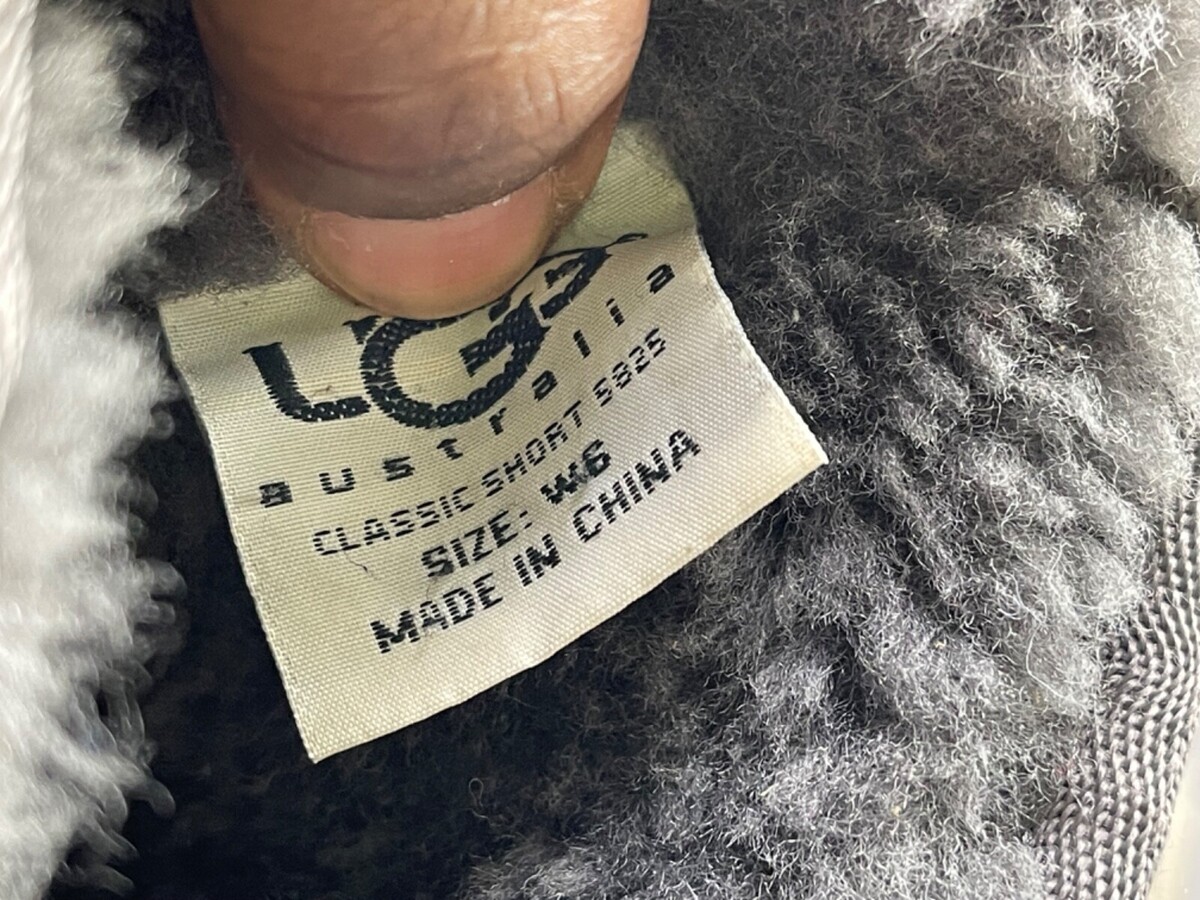 UGG
australia
CLASSIC SHORT 5825
SIZE: W6
MADE IN CHINA